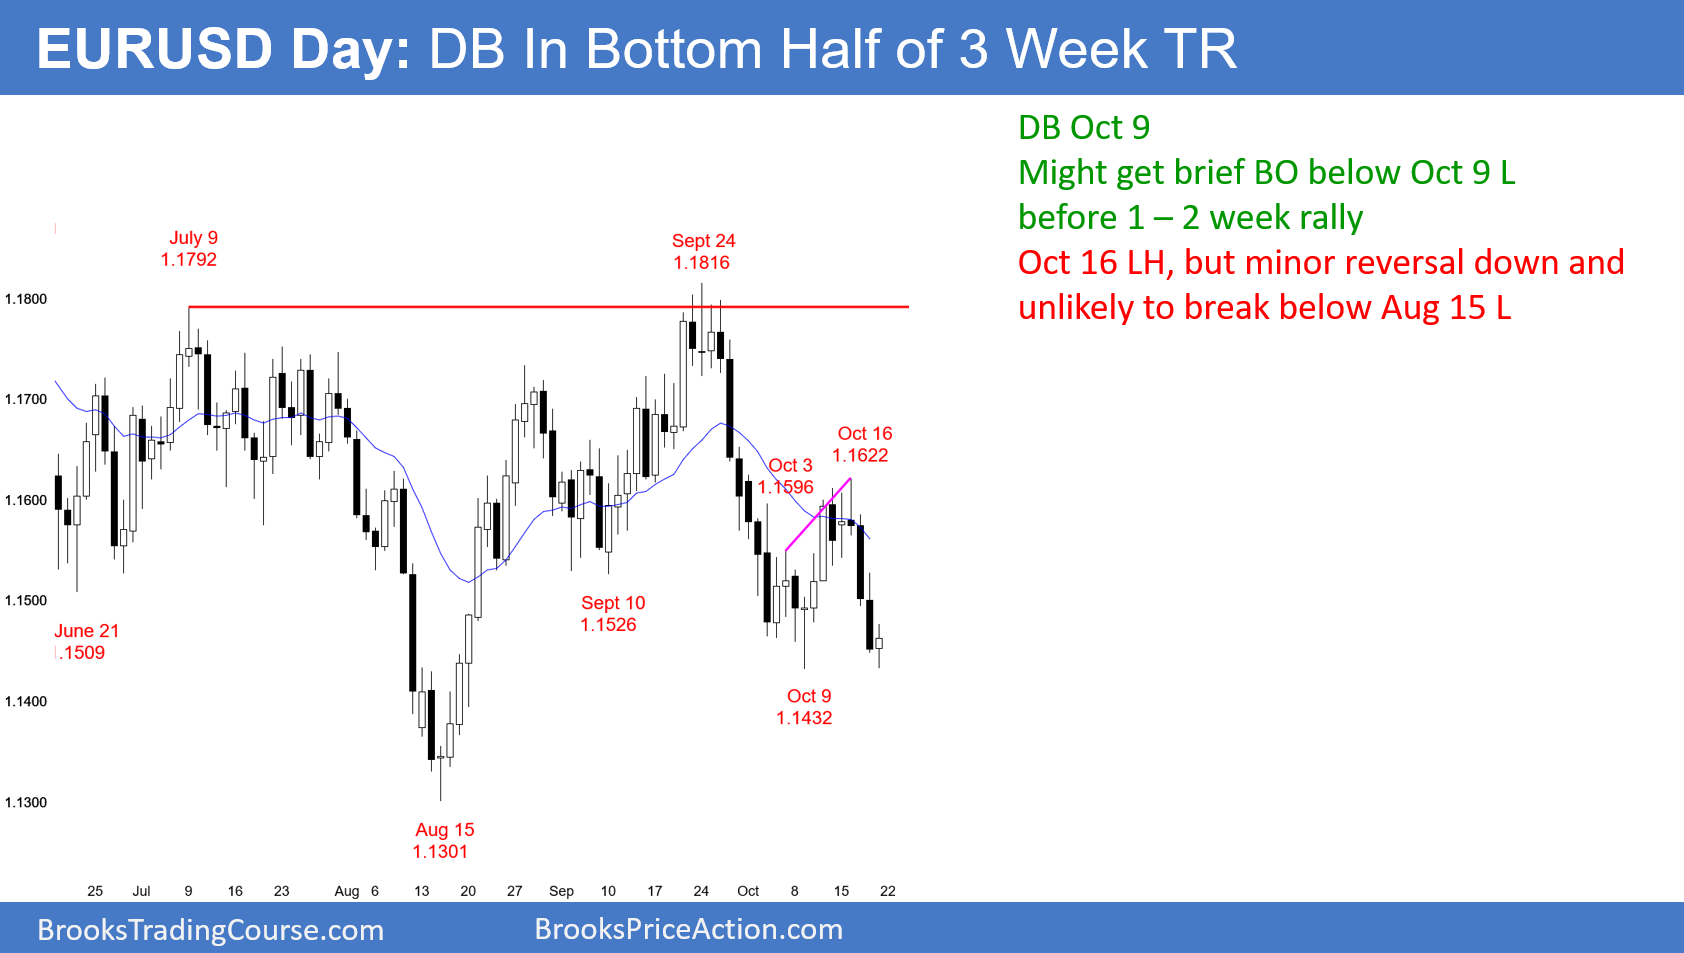 EURUSD Day: DB In Bottom Half of 3 Week TR
DB Oct 9
Might get brief BO below Oct 9 L
before 1 – 2 week rally
Oct 16 LH, but minor reversal down and
unlikely to break below Aug 15 L
July 9
1.1792
Sept 24
1.1816
1.1800
1.1700
Oct 16
1.1622
Oct 3
1.1596
1.1600
1.1500
Sept 10
1.1526
June 21
.1509
1.1400
Oct 9
1.1432
1.1300
Aug 15
1.1301
25 Jul 9 16 23 Aug 6 13 20 27 Sep 10 17 24 Oct 8 15 22
BrooksTradingCourse.com
BrooksPriceAction.com